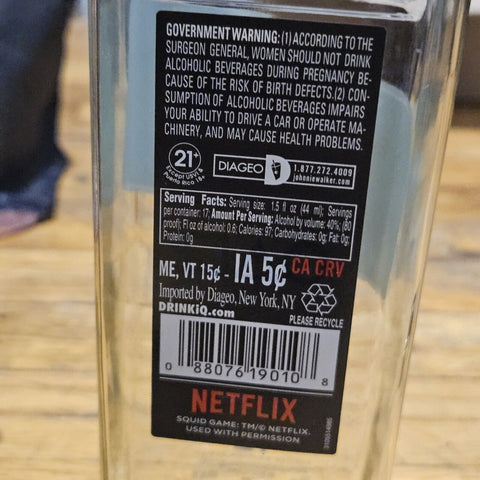 GOVERNMENT WARNING: (1) ACCORDING TO THE
SURGEON GENERAL, WOMEN SHOULD NOT DRINK
ALCOHOLIC BEVERAGES DURING PREGNANCY BE-
CAUSE OF THE RISK OF BIRTH DEFECTS.(2) CON-
SUMPTION OF ALCOHOLIC BEVERAGES IMPAIRS
YOUR ABILITY TO DRIVE A CAR OR OPERATE MA-
CHINERY, AND MAY CAUSE HEALTH PROBLEMS.
21+
Except USVI &
Puerto Rico 18+
DIAGEO
1.877.272.4009
johnniewalker.com
Serving Facts: Serving size: 1.5 fl oz (44 ml); Servings
per container: 17; Amount Per Serving: Alcohol by volume: 40%; (80
proof); Fl oz of alcohol: 0.6; Calories: 97; Carbohydrates: 0g; Fat: 0g;
Protein: 0g
ME, VT 15¢ - IA 5¢ CA CRV
Imported by Diageo, New York, NY
DRINKiQ.com
PLEASE RECYCLE
0 88076 19010 8
NETFLIX
SQUID GAME: TM/© NETFLIX.
USED WITH PERMISSION